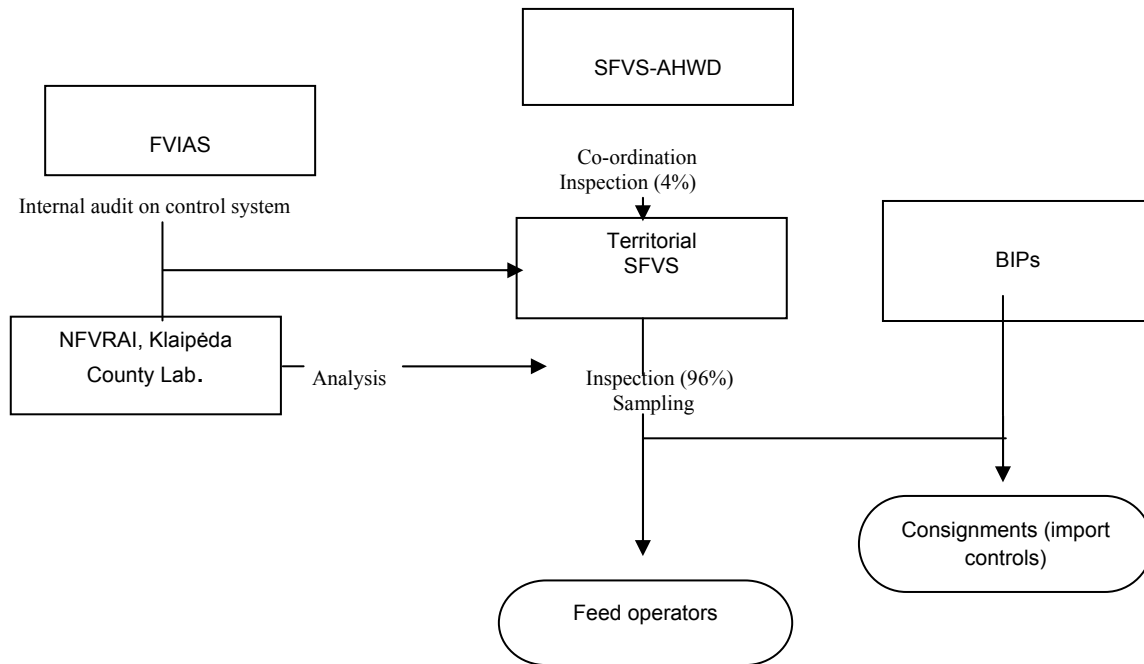 SFVS-AHWD
FVIAS
Co-ordination
Inspection (4%)
Internal audit on control system
Territorial
SFVS
BIPs
NFVRAI, Klaipėda
County Lab.
Analysis
Inspection (96%)
Sampling
Consignments (import
controls)
Feed operators